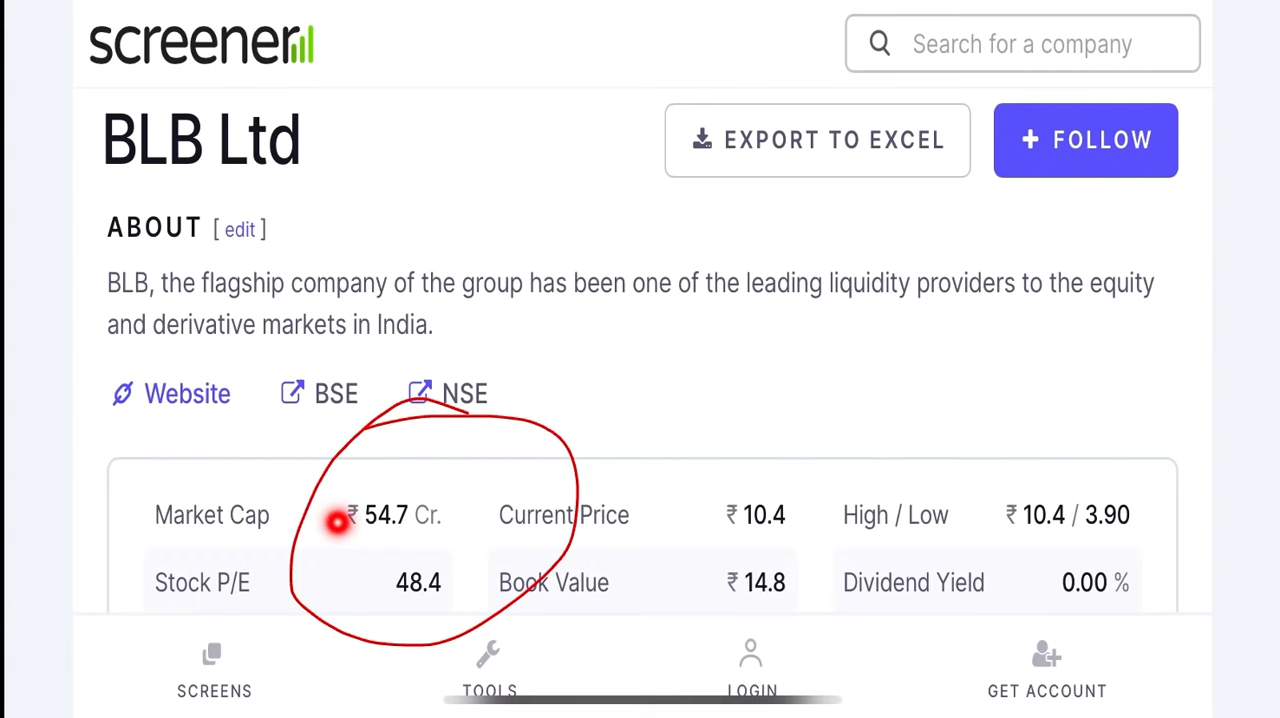 screener
Search for a company
BLB Ltd
EXPORT TO EXCEL
+ FOLLOW
ABOUT [ edit ]
BLB, the flagship company of the group has been one of the leading liquidity providers to the equity
and derivative markets in India.
Website BSE NSE
Market Cap ₹ 54.7 Cr. Current Price ₹ 10.4 High / Low ₹ 10.4 / 3.90
Stock P/E 48.4 Book Value ₹ 14.8 Dividend Yield 0.00 %
SCREENS TOOLS LOGIN GET ACCOUNT